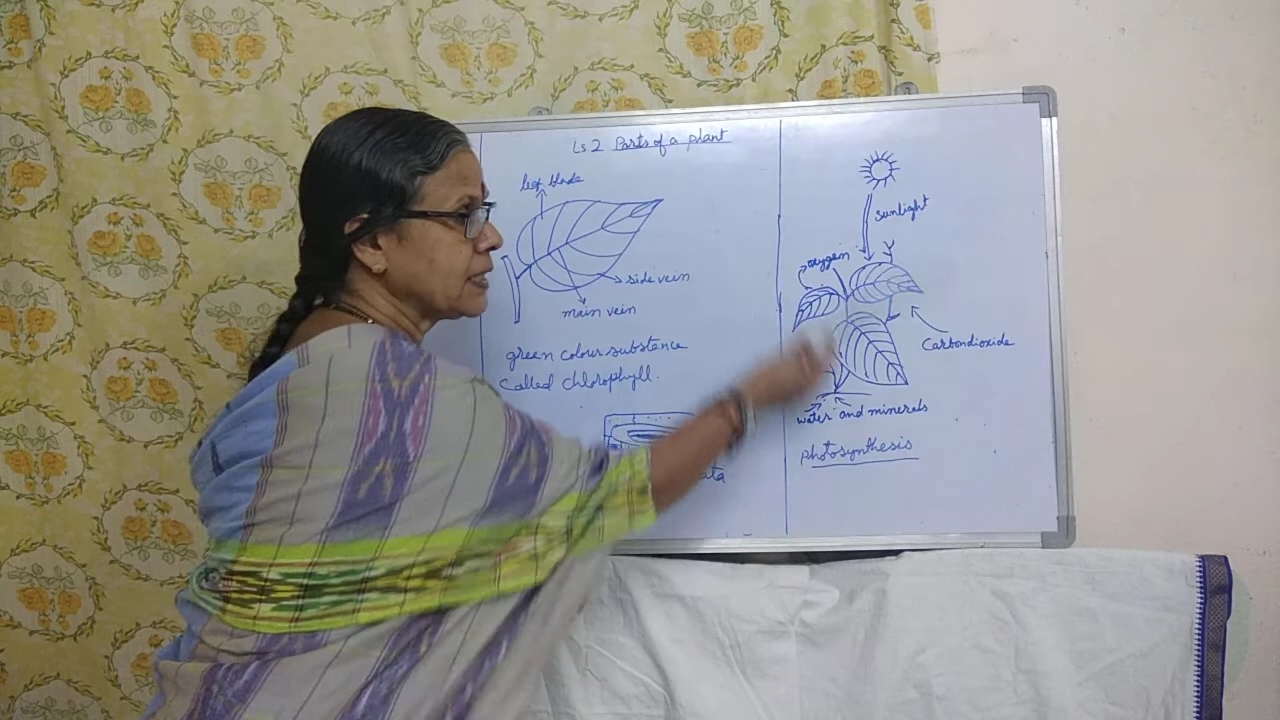 Ls 2 Parts of a plant
leaf blade
side vein
main vein
green colour substance
Called chlorophyll.
sunlight
oxygen
Carbondioxide
water and minerals
photosynthesis